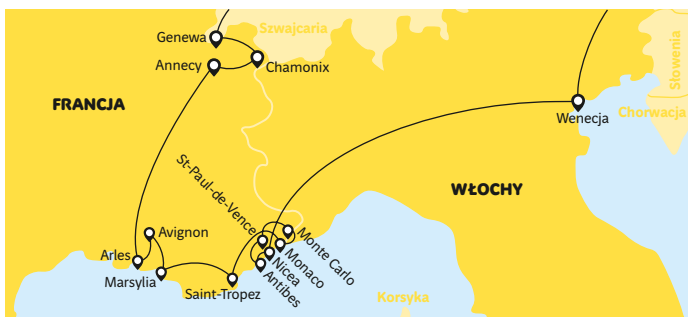 Szwajcaria
Genewa
Annecy
Chamonix
Słowenia
FRANCJA
Chorwacja
Wenecja
St-Paul-de-Vence
WŁOCHY
Avignon
Arles
Marsylia
Saint-Tropez
Monte Carlo
Monaco
Nicea
Antibes
Korsyka